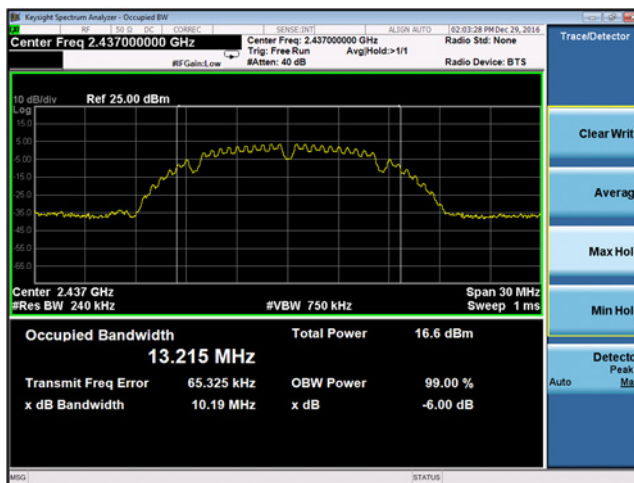 Keysight Spectrum Analyzer - Occupied BW
RF 50 Ω DC CORREC SENSE:INT ALIGN AUTO 02:03:28 PM Dec 29, 2016
Center Freq 2.437000000 GHz
Center Freq: 2.437000000 GHz
Radio Std: None
Trig: Free Run Avg|Hold:>1/1
#IFGain:Low
#Atten: 40 dB
Radio Device: BTS
Trace/Detector
10 dB/div Ref 25.00 dBm
Log
15.0
5.00
-5.00
-15.0
-25.0
-35.0
-45.0
-55.0
-65.0
Center 2.437 GHz Span 30 MHz
#Res BW 240 kHz #VBW 750 kHz Sweep 1 ms
Occupied Bandwidth Total Power 16.6 dBm
13.215 MHz
Transmit Freq Error 65.325 kHz OBW Power 99.00 %
x dB Bandwidth 10.19 MHz x dB -6.00 dB
Clear Writ
Averag
Max Hol
Min Hol
Detecto
Peak
Auto Ma
MSG STATUS